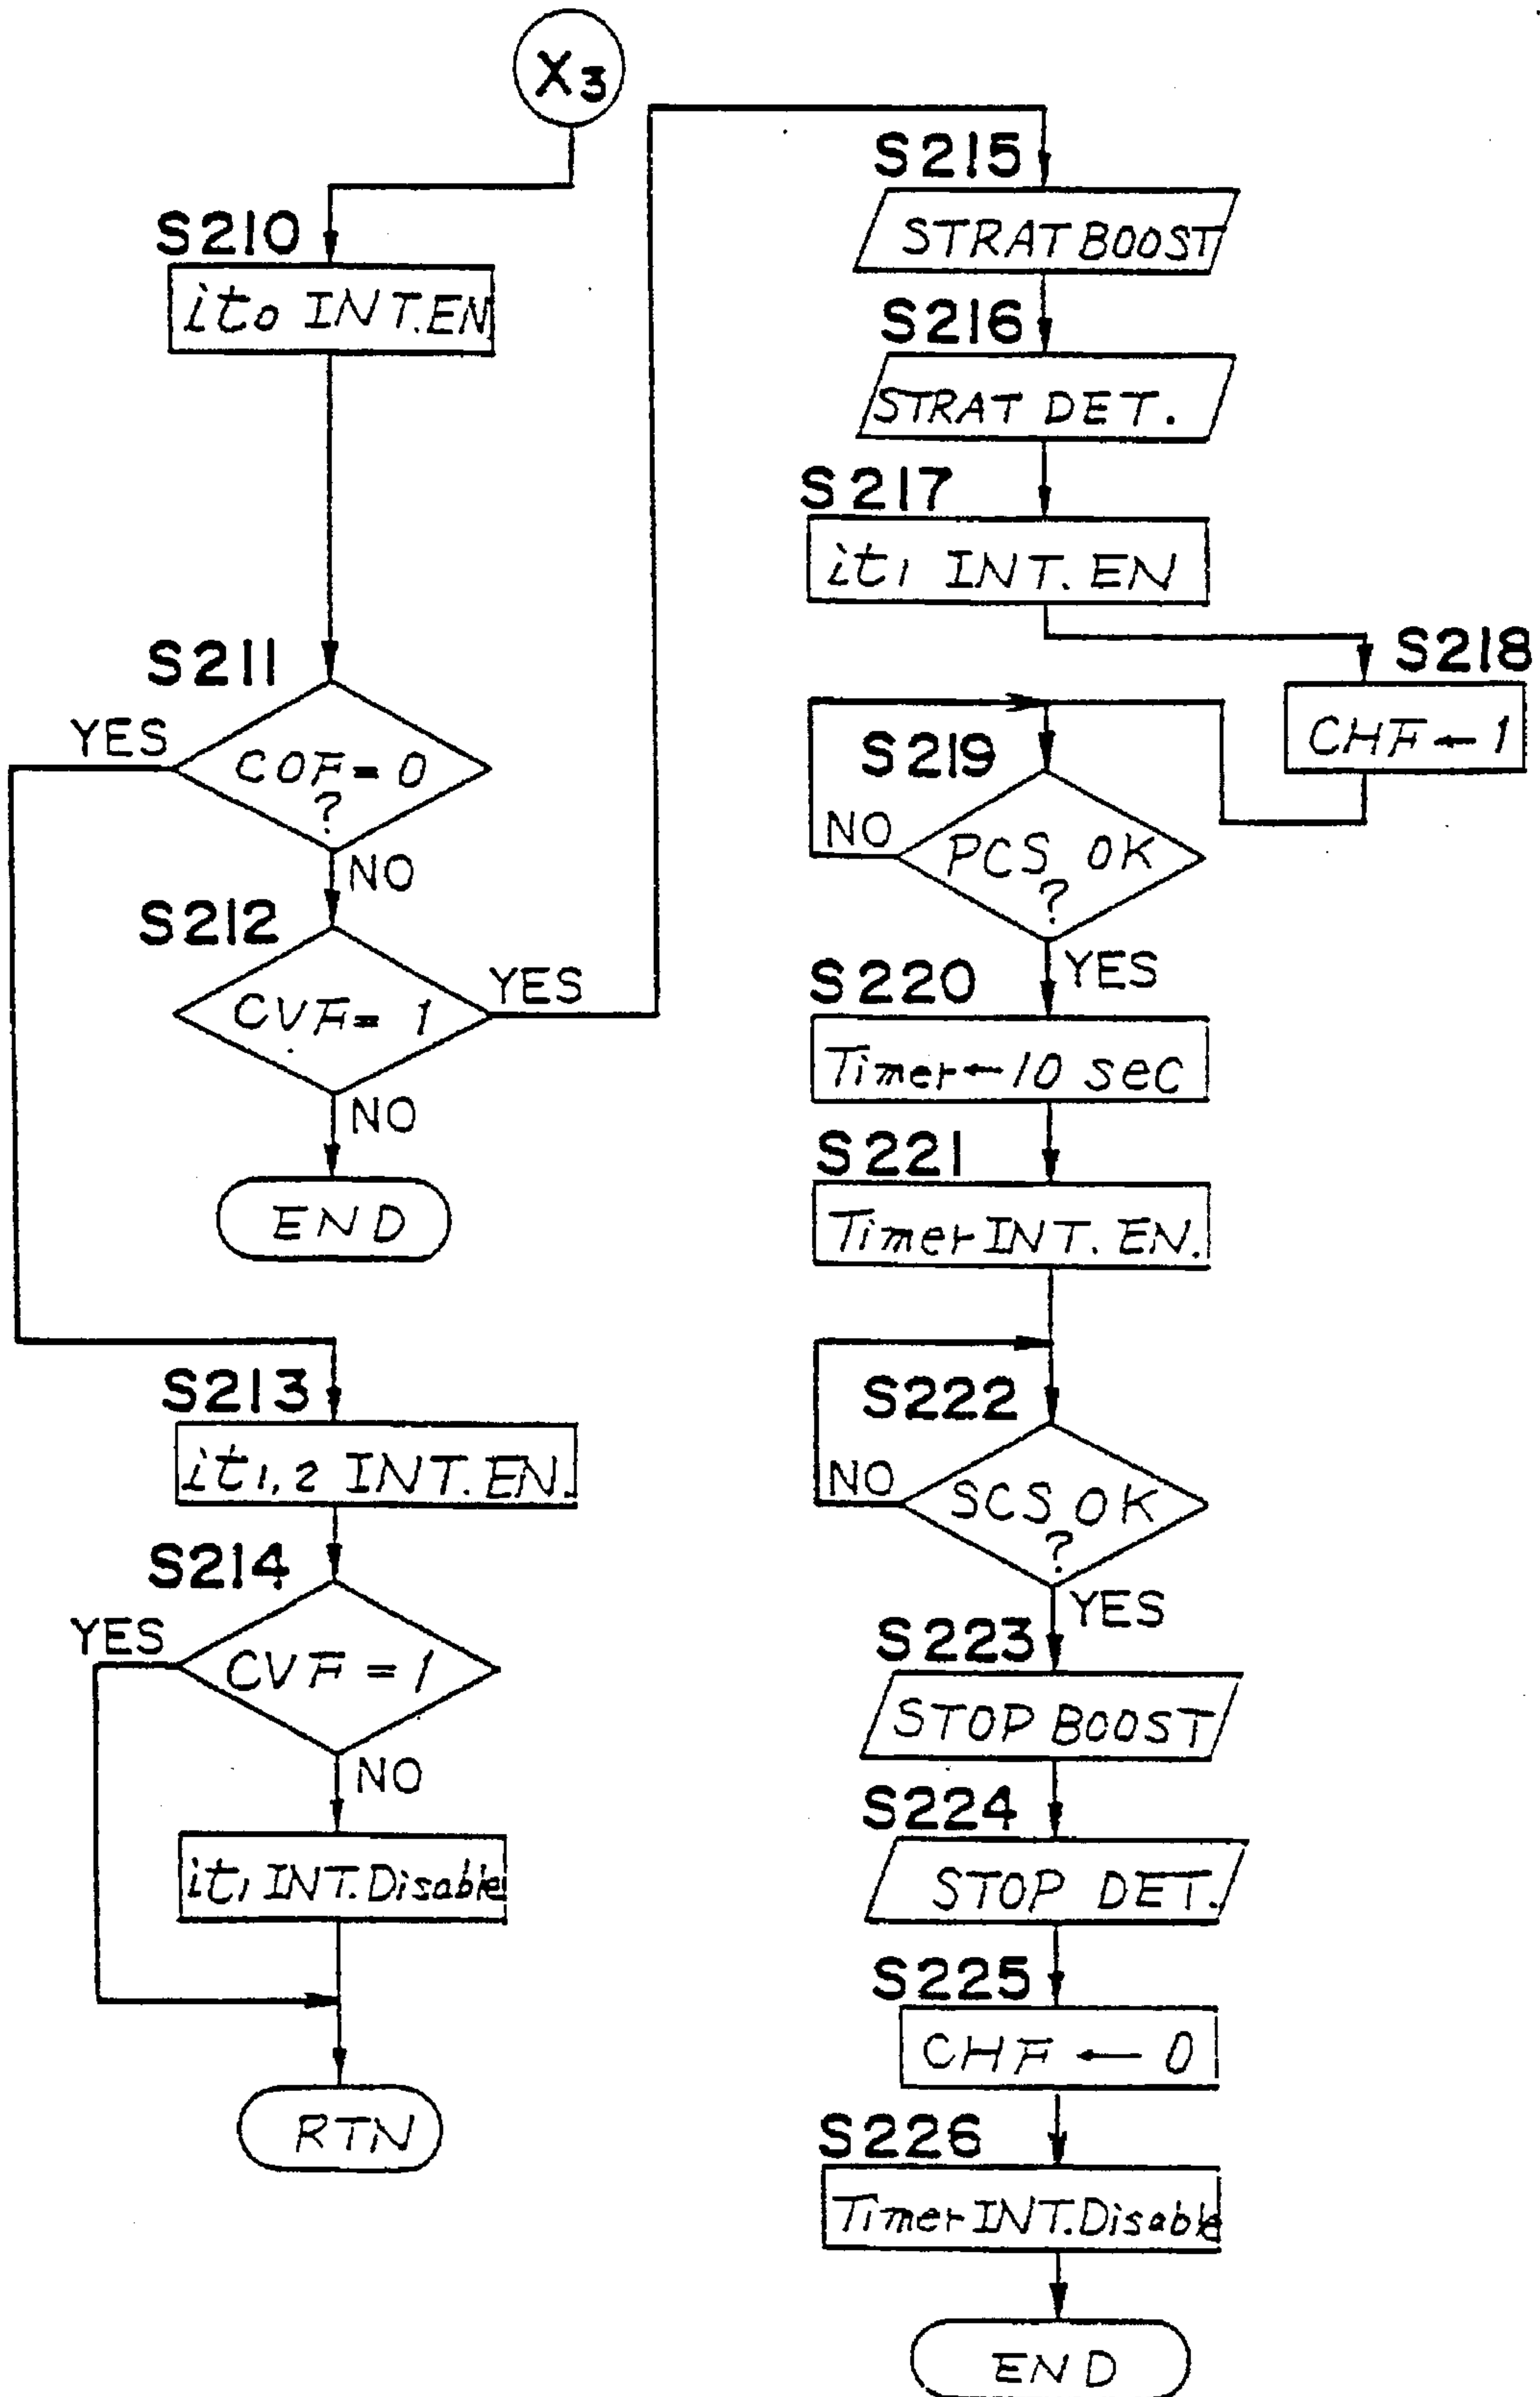 X3
S210
it0 INT.EN
S211
YES
COF=0
?
NO
S212
CVF=1
YES
NO
END
S213
it1,2 INT.EN.
S214
YES
CVF=1
NO
it1 INT.Disable
RTN
S215
STRAT BOOST
S216
STRAT DET.
S217
it1 INT.EN
S218
CHF←1
S219
NO
PCS OK
?
YES
S220
Timer←10 sec
S221
Timer INT.EN.
S222
NO
SCS OK
?
YES
S223
STOP BOOST
S224
STOP DET.
S225
CHF←0
S226
Timer INT.Disable
END